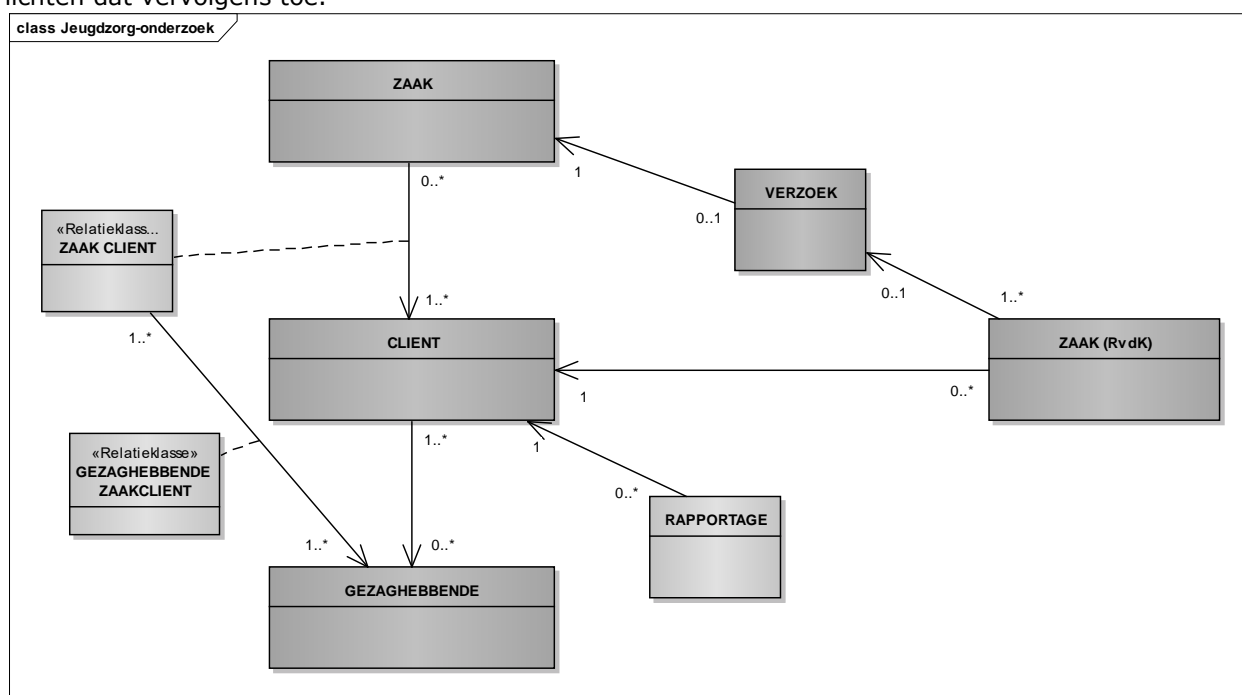 lichten dat vervolgens toe.
class Jeugdzorg-onderzoek
ZAAK
0..*
1
VERZOEK
0..1
«Relatieklass...
ZAAK CLIENT
0..1
1..*
1..*
1..*
CLIENT
ZAAK (RvdK)
1
0..*
1..*
1
«Relatieklasse»
GEZAGHEBBENDE
ZAAKCLIENT
0..*
RAPPORTAGE
1..*
0..*
GEZAGHEBBENDE